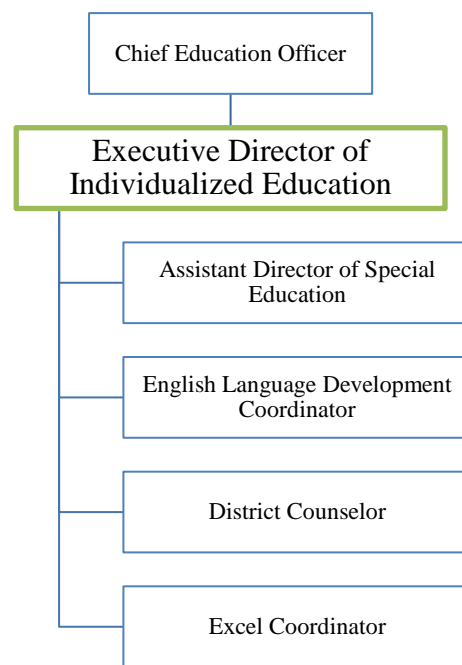 Chief Education Officer
Executive Director of
Individualized Education
Assistant Director of Special
Education
English Language Development
Coordinator
District Counselor
Excel Coordinator